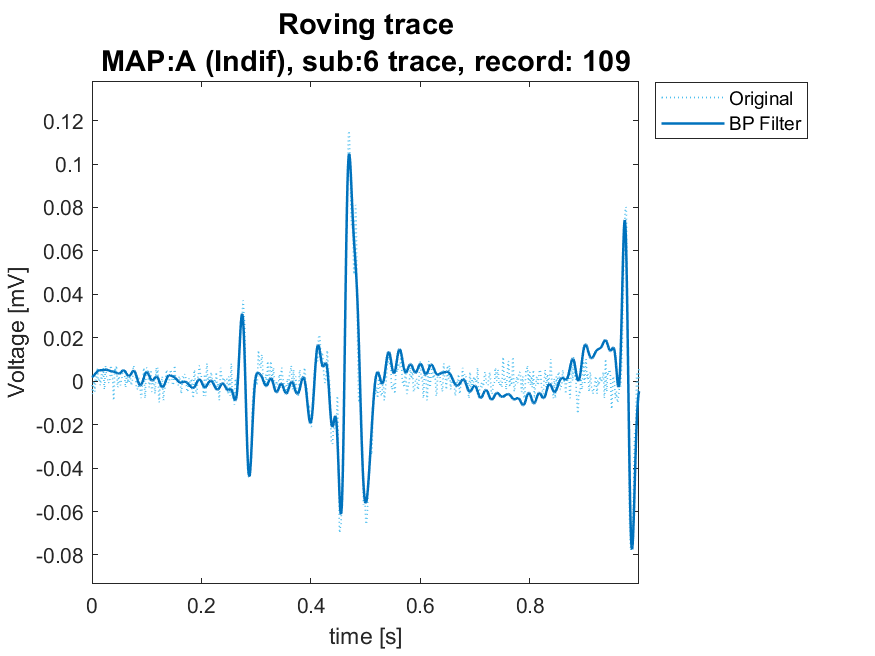 Roving trace
MAP:A (Indif), sub:6 trace, record: 109
Original
BP Filter
0.12
0.1
0.08
0.06
0.04
0.02
0
-0.02
-0.04
-0.06
-0.08
Voltage [mV]
0 0.2 0.4 0.6 0.8
time [s]